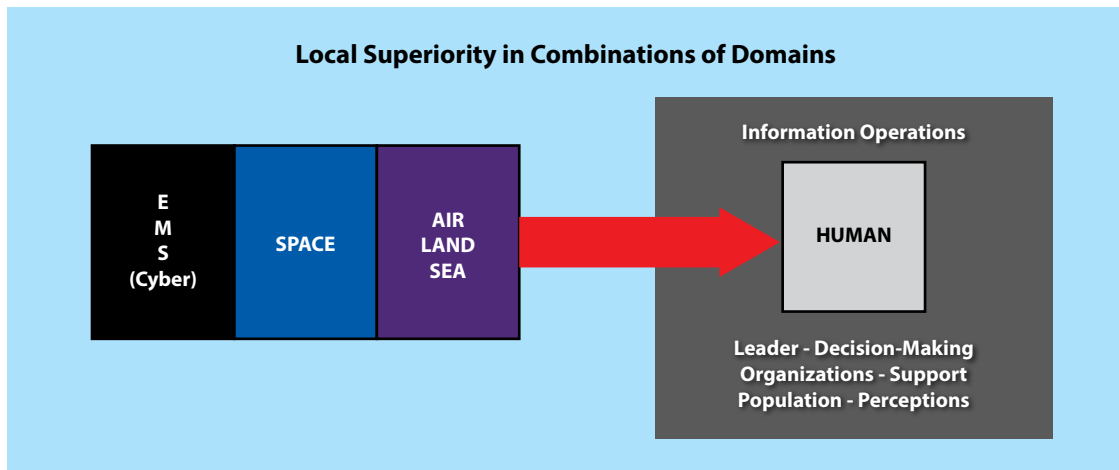 Local Superiority in Combinations of Domains
E
M
S
(Cyber)
SPACE
AIR
LAND
SEA
Information Operations
HUMAN
Leader - Decision-Making
Organizations - Support
Population - Perceptions